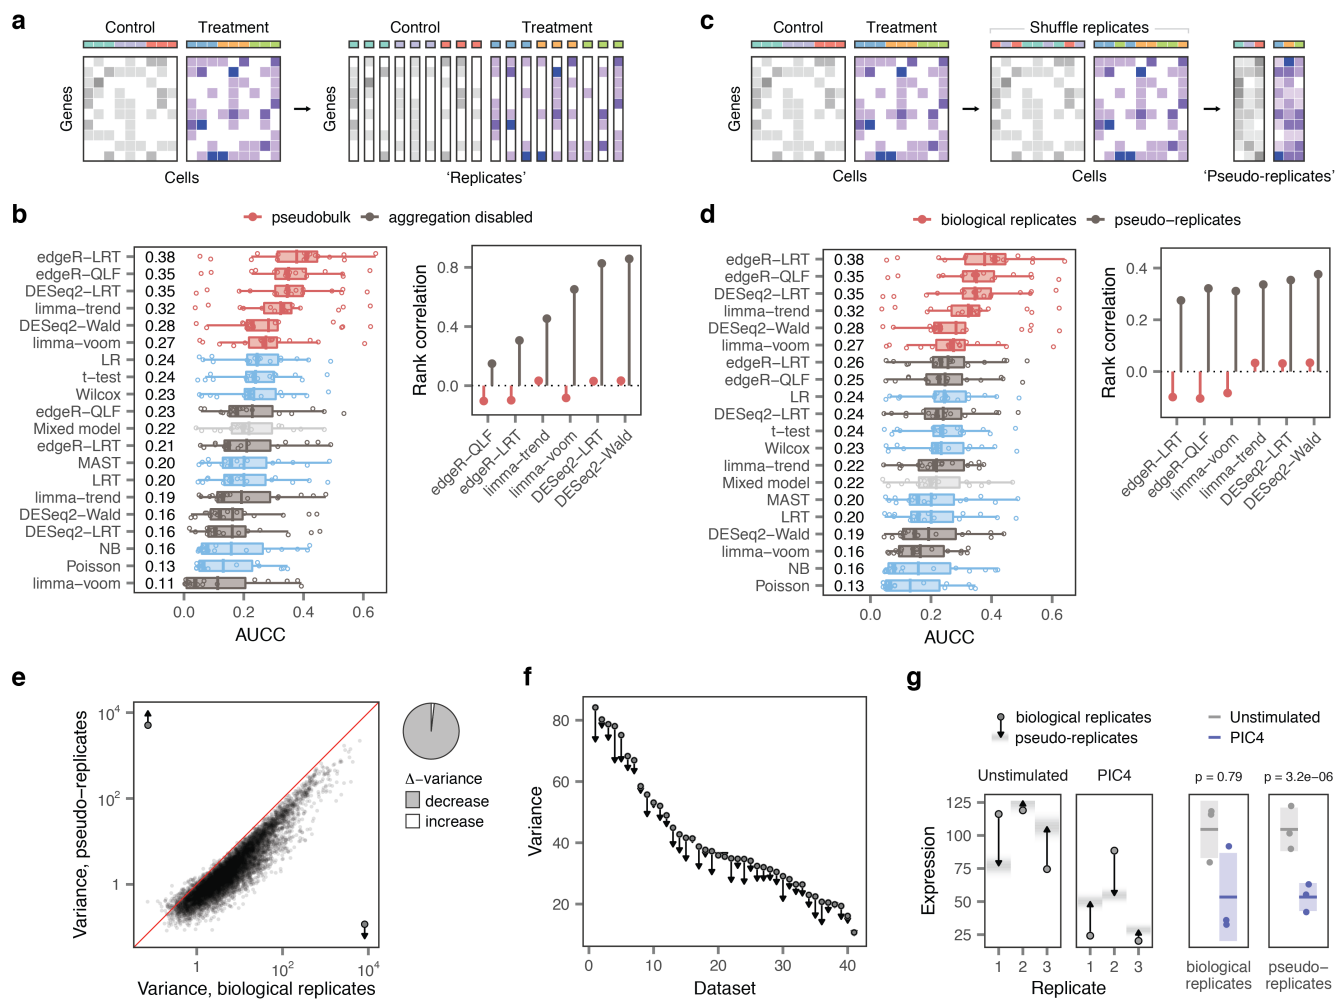 a
Control
Treatment
Genes
Cells
Control
Treatment
Genes
'Replicates'
b
pseudobulk
aggregation disabled
edgeR−LRT 0.38
edgeR−QLF 0.35
DESeq2−LRT 0.35
limma−trend 0.32
DESeq2−Wald 0.28
limma−voom 0.27
LR 0.24
t−test 0.24
Wilcox 0.23
edgeR−QLF 0.23
Mixed model 0.22
edgeR−LRT 0.21
MAST 0.20
LRT 0.20
limma−trend 0.19
DESeq2−Wald 0.16
DESeq2−LRT 0.16
NB 0.16
Poisson 0.13
limma−voom 0.11
0.0 0.2 0.4 0.6
AUCC
Rank correlation
0.8
0.4
0.0
edgeR−QLF
edgeR−LRT
limma−trend
limma−voom
DESeq2−LRT
DESeq2−Wald
c
Control
Treatment
Genes
Cells
Shuffle replicates
Cells
'Pseudo-replicates'
d
biological replicates
pseudo−replicates
edgeR−LRT 0.38
edgeR−QLF 0.35
DESeq2−LRT 0.35
limma−trend 0.32
DESeq2−Wald 0.28
limma−voom 0.27
edgeR−LRT 0.26
edgeR−QLF 0.25
LR 0.24
DESeq2−LRT 0.24
t−test 0.24
Wilcox 0.23
limma−trend 0.22
Mixed model 0.22
MAST 0.20
LRT 0.20
DESeq2−Wald 0.19
limma−voom 0.16
NB 0.16
Poisson 0.13
0.0 0.2 0.4 0.6
AUCC
Rank correlation
0.4
0.2
0.0
edgeR−LRT
edgeR−QLF
limma−voom
limma−trend
DESeq2−LRT
DESeq2−Wald
e
Variance, pseudo−replicates
10⁴
10²
1
1 10² 10⁴
Variance, biological replicates
Δ−variance
decrease
increase
f
Variance
80
60
40
20
0 10 20 30 40
Dataset
g
biological replicates
pseudo−replicates
Unstimulated
PIC4
Unstimulated
PIC4
p = 0.79
p = 3.2e−06
Expression
125
100
75
50
25
1 2 3
1 2 3
Replicate
biological
replicates
pseudo−
replicates